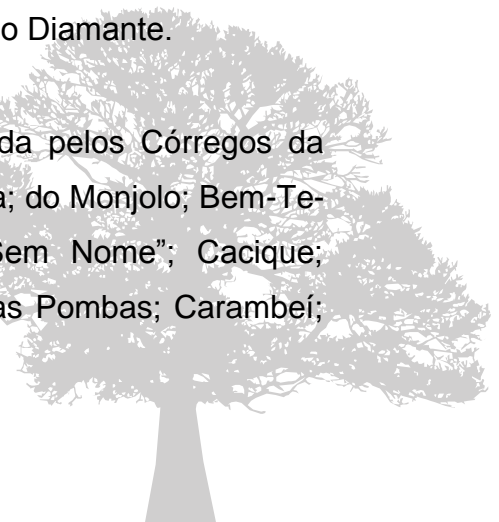 o Diamante.
da pelos Córregos da
a; do Monjolo; Bem-Te-
Sem Nome”; Cacique;
as Pombas; Carambeí;